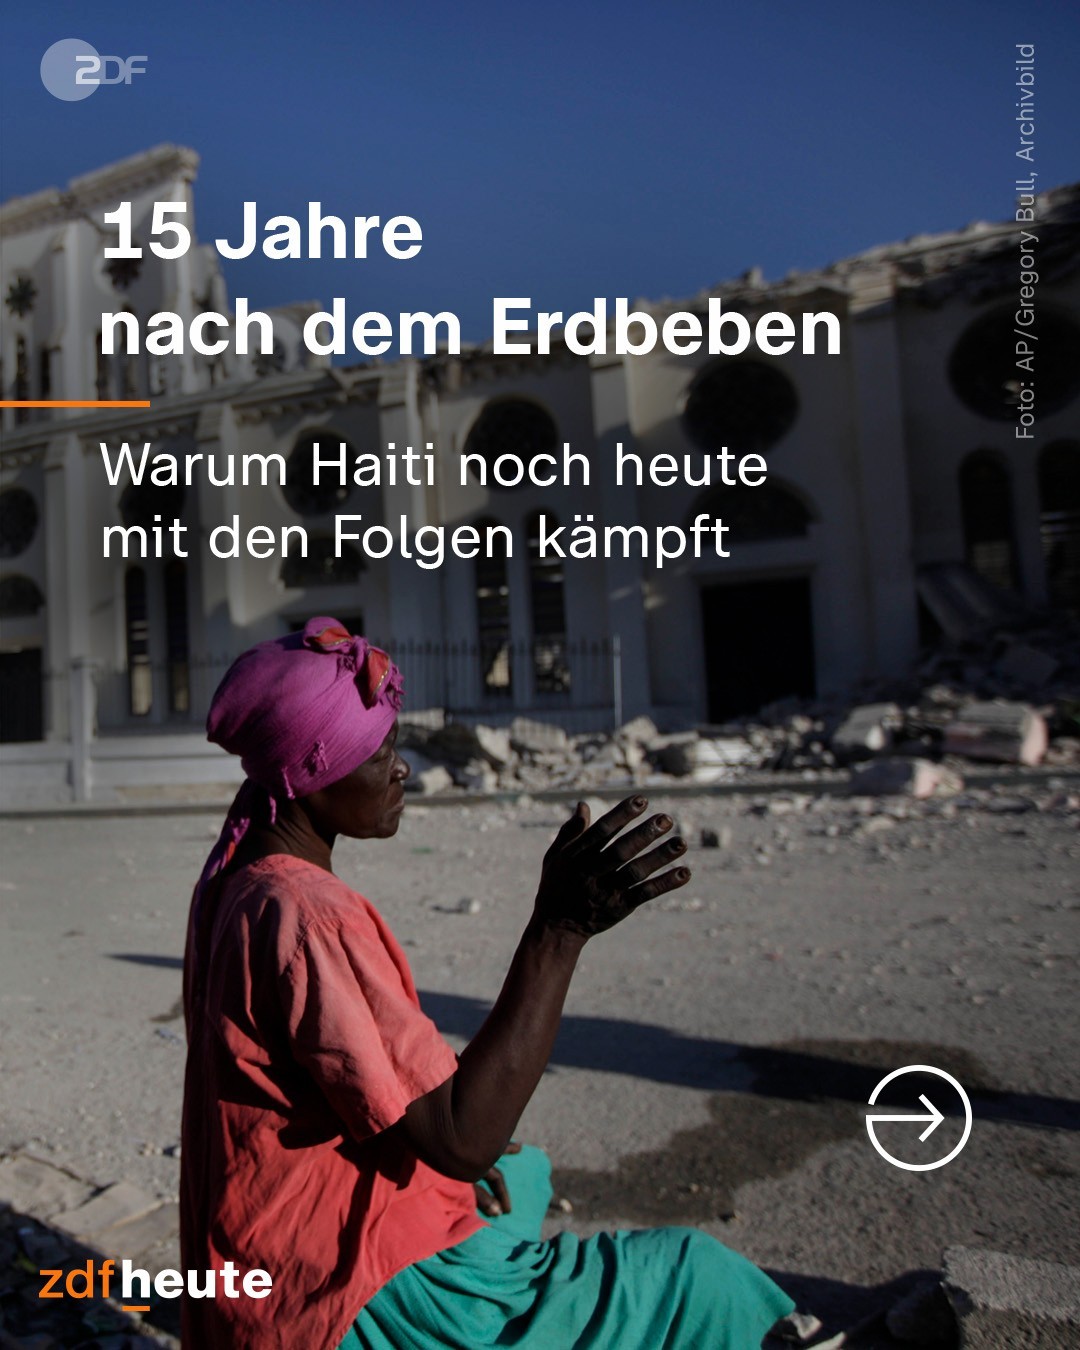 ZDF
Foto: AP/Gregory Bull, Archivbild
15 Jahre
nach dem Erdbeben
Warum Haiti noch heute
mit den Folgen kämpft
zdfheute